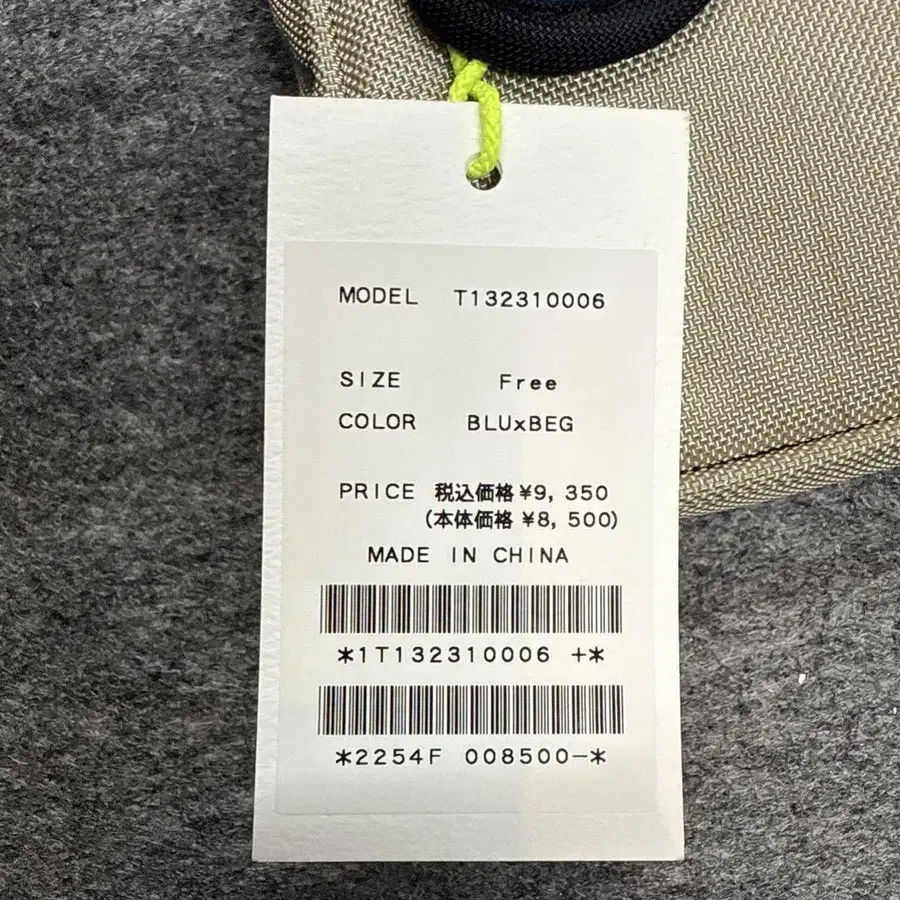 MODEL T132310006
SIZE Free
COLOR BLUxBEG
PRICE 税込価格¥9, 350
(本体価格 ¥8, 500)
MADE IN CHINA
*1T132310006 +*
*2254F 008500-*